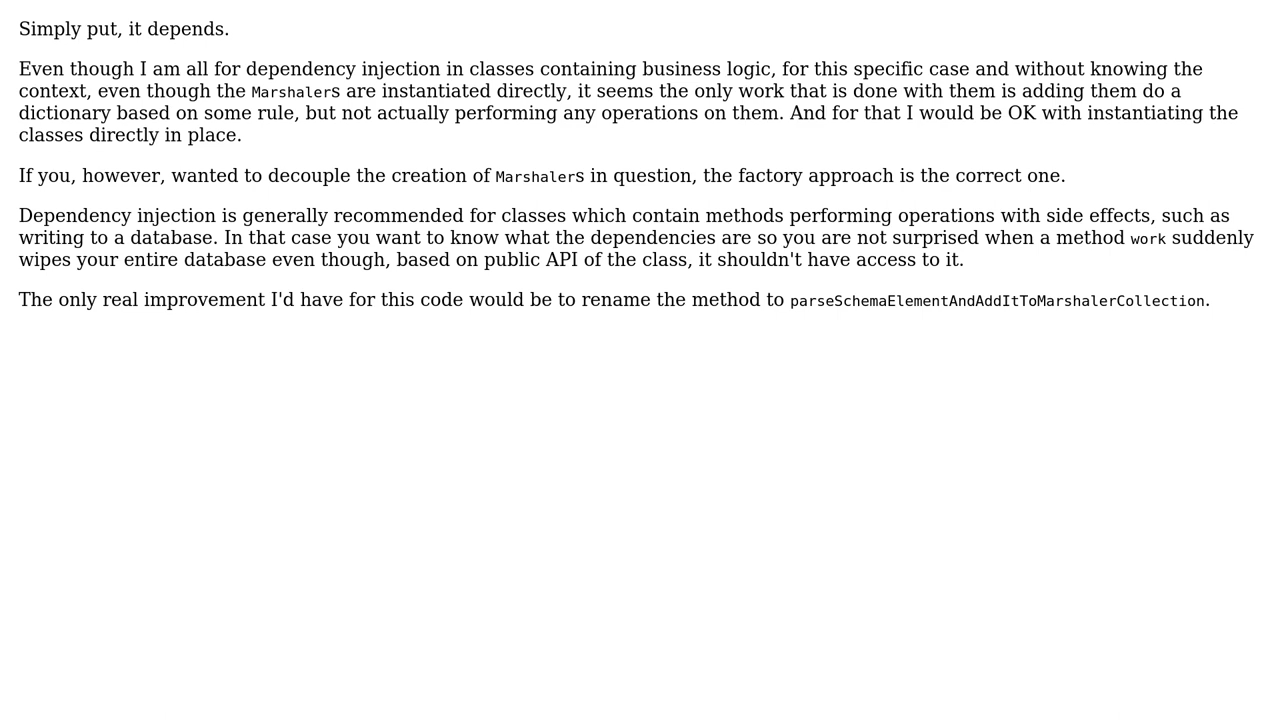 Simply put, it depends.
Even though I am all for dependency injection in classes containing business logic, for this specific case and without knowing the
context, even though the Marshalers are instantiated directly, it seems the only work that is done with them is adding them do a
dictionary based on some rule, but not actually performing any operations on them. And for that I would be OK with instantiating the
classes directly in place.
If you, however, wanted to decouple the creation of Marshalers in question, the factory approach is the correct one.
Dependency injection is generally recommended for classes which contain methods performing operations with side effects, such as
writing to a database. In that case you want to know what the dependencies are so you are not surprised when a method work suddenly
wipes your entire database even though, based on public API of the class, it shouldn't have access to it.
The only real improvement I'd have for this code would be to rename the method to parseSchemaElementAndAddItToMarshalerCollection.